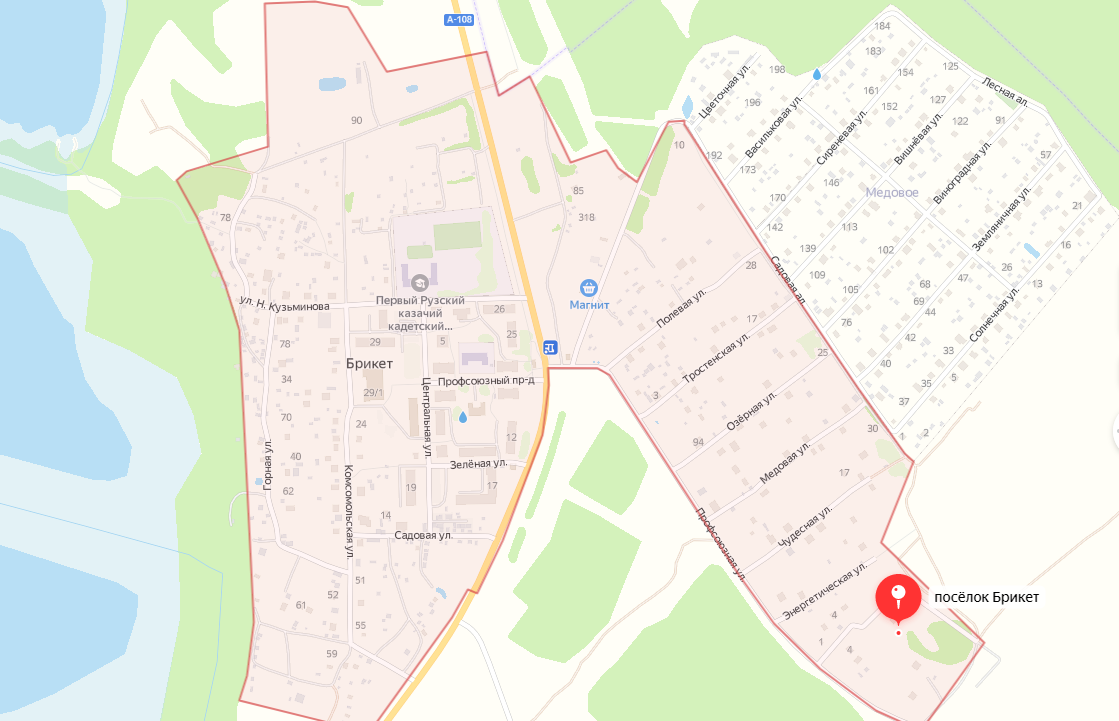 А-108
184
183
198
Цветочная ул.
154
125
Лесная ал.
161
196
152
127
122
91
Васильковая ул.
Сиреневая ул.
Вишнёвая ул.
90
10
192
57
173
Виноградная ул.
146
Медовое
85
170
21
78
318
142
113
Земляничная ул.
139
102
16
28
Садовая ал.
109
26
47
68
Магнит
105
69
ул. Н. Кузьминова
Первый Рузский
казачий
кадетский...
26
Полевая ул.
17
44
Солнечная ул.
76
25
78
29
5
Тростенская ул.
42
33
25
Брикет
40
34
Профсоюзный пр-д
5
35
29/1
3
Озёрная ул.
37
70
24
Центральная ул.
12
94
30
1
2
40
Горная ул.
Зелёная ул.
Медовая ул.
17
62
19
17
Комсомольская ул.
14
Профсоюзная ул.
Чудесная ул.
Садовая ул.
51
Энергетическая ул.
61
52
посёлок Брикет
55
4
1
4
59